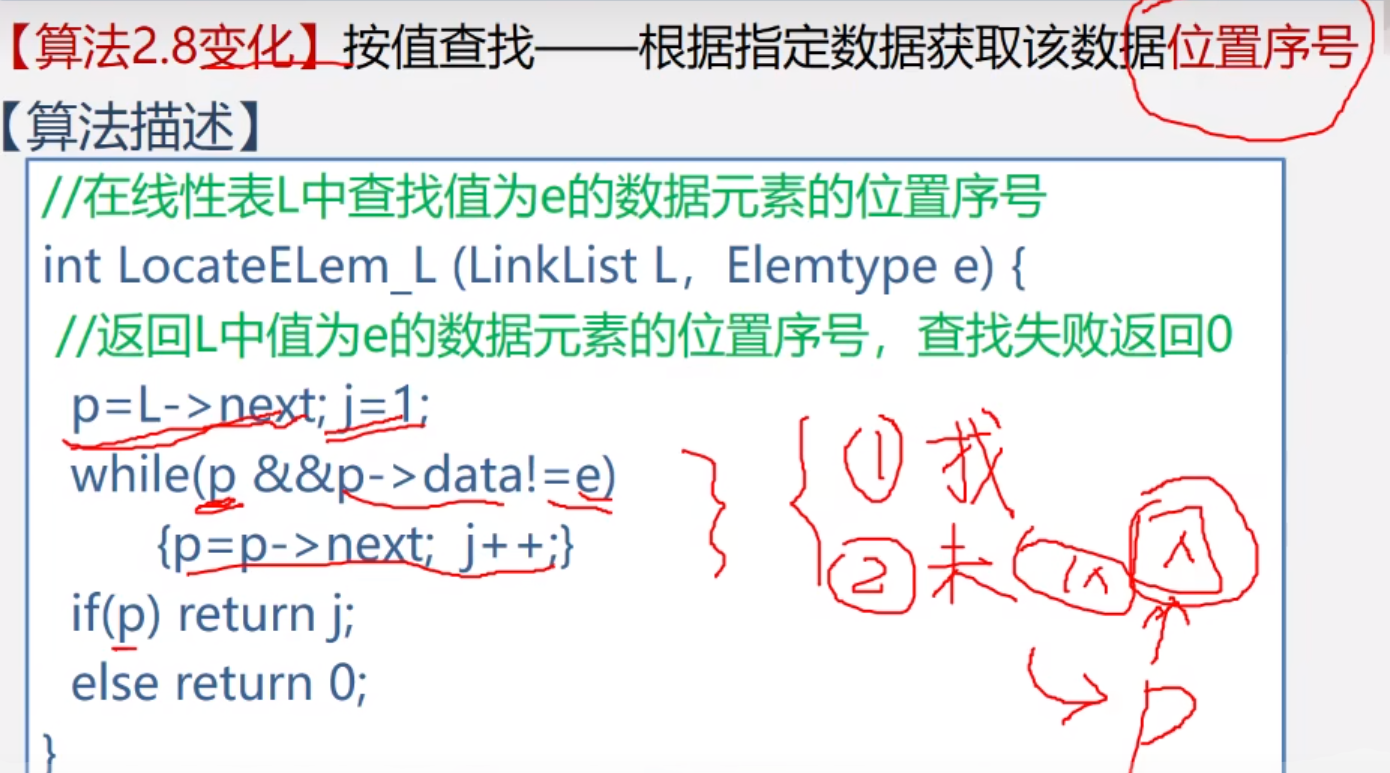 【算法2.8变化】按值查找——根据指定数据获取该数据位置序号
【算法描述】
//在线性表L中查找值为e的数据元素的位置序号
int LocateELem_L (LinkList L，Elemtype e) {
//返回L中值为e的数据元素的位置序号，查找失败返回0
p=L->next; j=1;
while(p &&p->data!=e)
{p=p->next; j++;}
if(p) return j;
else return 0;
}
① 找
② 未
p